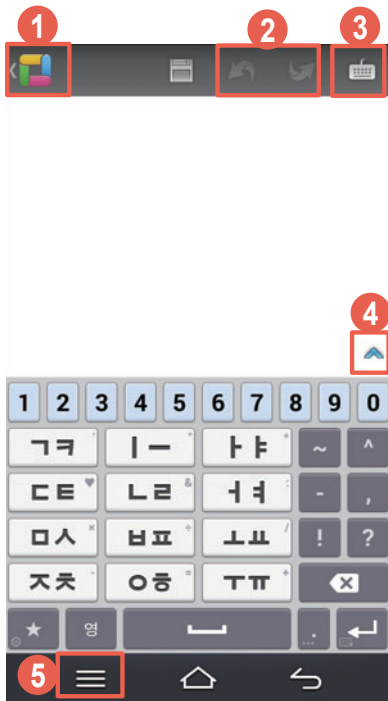 1 2 3
4
1 2 3 4 5 6 7 8 9 0
ㄱㅋ ' ㅣㅡ " ㅏㅑ * ~ ^
ㄷㅌ ♥ ㄴㄹ & ㅓㅕ : - ,
ㅁㅅ × ㅂㅍ ÷ ㅗㅛ / ! ?
ㅈㅊ - ㅇㅎ = ㅜㅠ +
★ 영 . ...
5